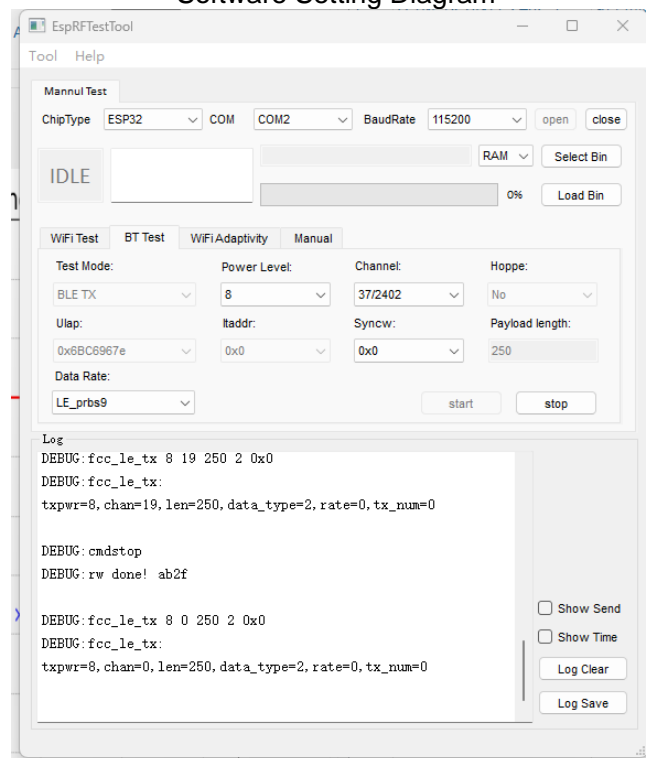 Software Setting Diagram
EspRFTestTool
Tool Help
Mannul Test
ChipType ESP32 COM COM2 BaudRate 115200 open close
RAM Select Bin
IDLE
0% Load Bin
WiFi Test BT Test WiFi Adaptivity Manual
Test Mode: Power Level: Channel: Hoppe:
BLE TX 8 37/2402 No
Ulap: ltaddr: Syncw: Payload length:
0x6BC6967e 0x0 0x0 250
Data Rate:
LE_prbs9 start stop
Log
DEBUG:fcc_le_tx 8 19 250 2 0x0
DEBUG:fcc_le_tx:
txpwr=8,chan=19,len=250,data_type=2,rate=0,tx_num=0
DEBUG:cmdstop
DEBUG:rw done! ab2f
DEBUG:fcc_le_tx 8 0 250 2 0x0
DEBUG:fcc_le_tx:
txpwr=8,chan=0,len=250,data_type=2,rate=0,tx_num=0
Show Send
Show Time
Log Clear
Log Save